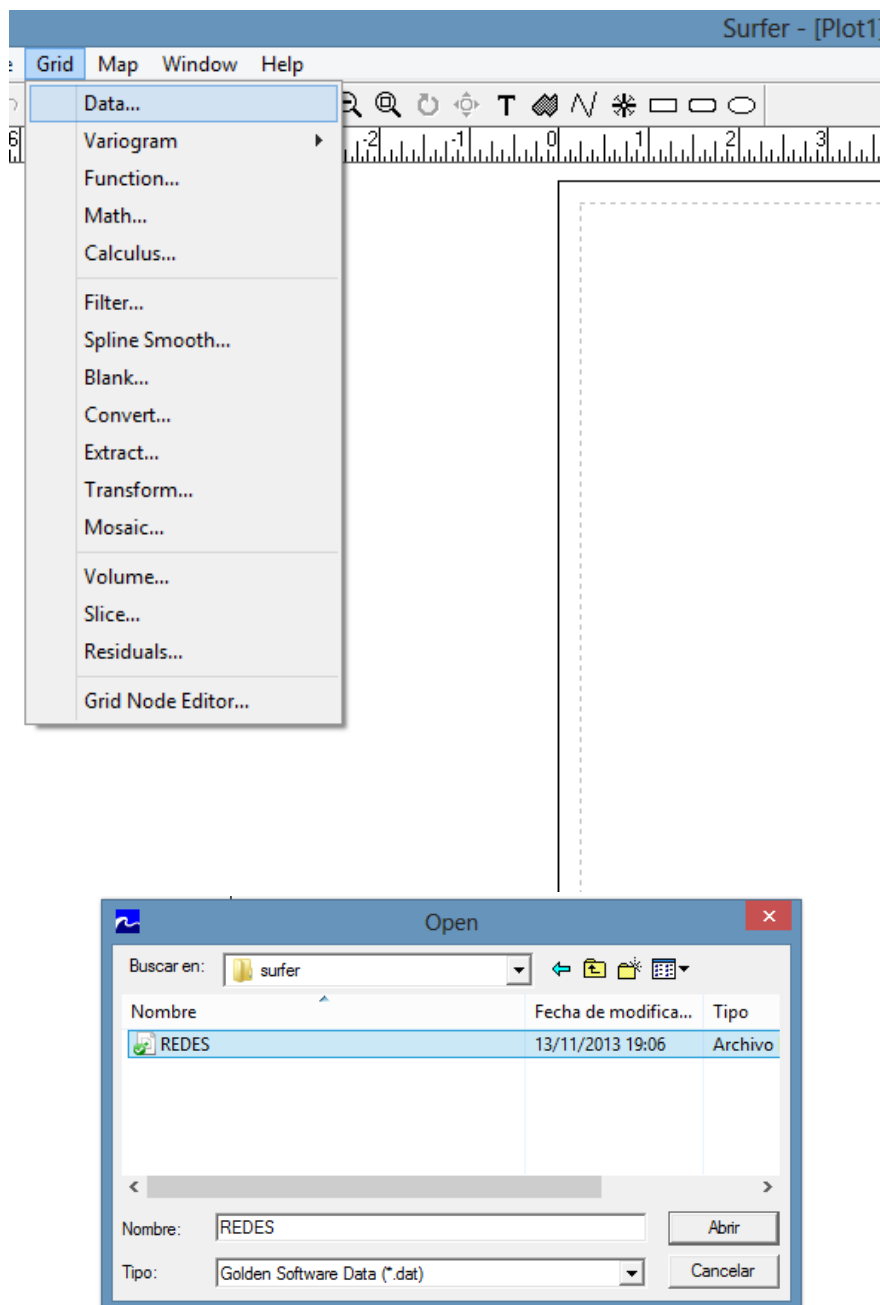 Surfer - [Plot1]
Grid Map Window Help
Data...
Variogram
Function...
Math...
Calculus...
Filter...
Spline Smooth...
Blank...
Convert...
Extract...
Transform...
Mosaic...
Volume...
Slice...
Residuals...
Grid Node Editor...
T
-2 -1 0 1 2 3
Open
Buscar en: surfer
Nombre Fecha de modifica... Tipo
REDES 13/11/2013 19:06 Archivo
Nombre: REDES Abrir
Tipo: Golden Software Data (*.dat) Cancelar